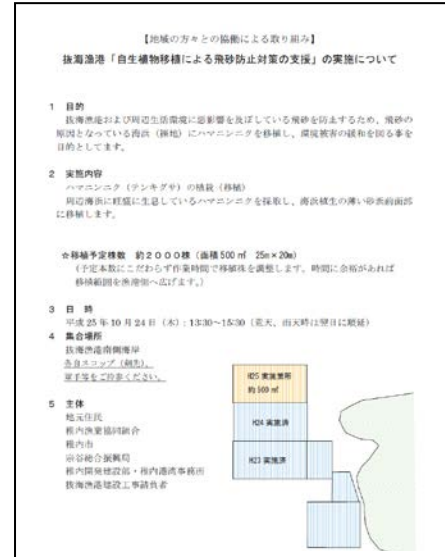 【地域の方々との協働による取り組み】
抜海漁港「自生植物移植による飛砂防止対策の支援」の実施について
1 目的
抜海漁港および周辺生活環境に悪影響を及ぼしている飛砂を防止するため、飛砂の
原因となっている海浜（裸地）にハマニンニクを移植し、環境被害の緩和を図る事を
目的としてます。
2 実施内容
ハマニンニク（テンキグサ）の植栽（移植）
周辺海浜に旺盛に生息しているハマニンニクを採取し、海浜植生の薄い砂浜前面部
に移植します。
☆移植予定株数 約２０００株（面積500㎡ 25m×20m）
（予定本数にこだわらず作業時間で移植株を調整します。時間に余裕があれば
移植範囲を漁港側へ広げます。）
3 日 時
平成25年10月24日（木）：13:30～15:30（荒天、雨天時は翌日に順延）
4 集合場所
抜海漁港南側海岸
各自スコップ（剣先）、
軍手等をご持参ください。
5 主体
地元住民
稚内漁業協同組合
稚内市
宗谷総合振興局
稚内開発建設部・稚内港湾事務所
抜海漁港建設工事請負者
H25 実施箇所
約 500 ㎡
H24 実施済
H23 実施済